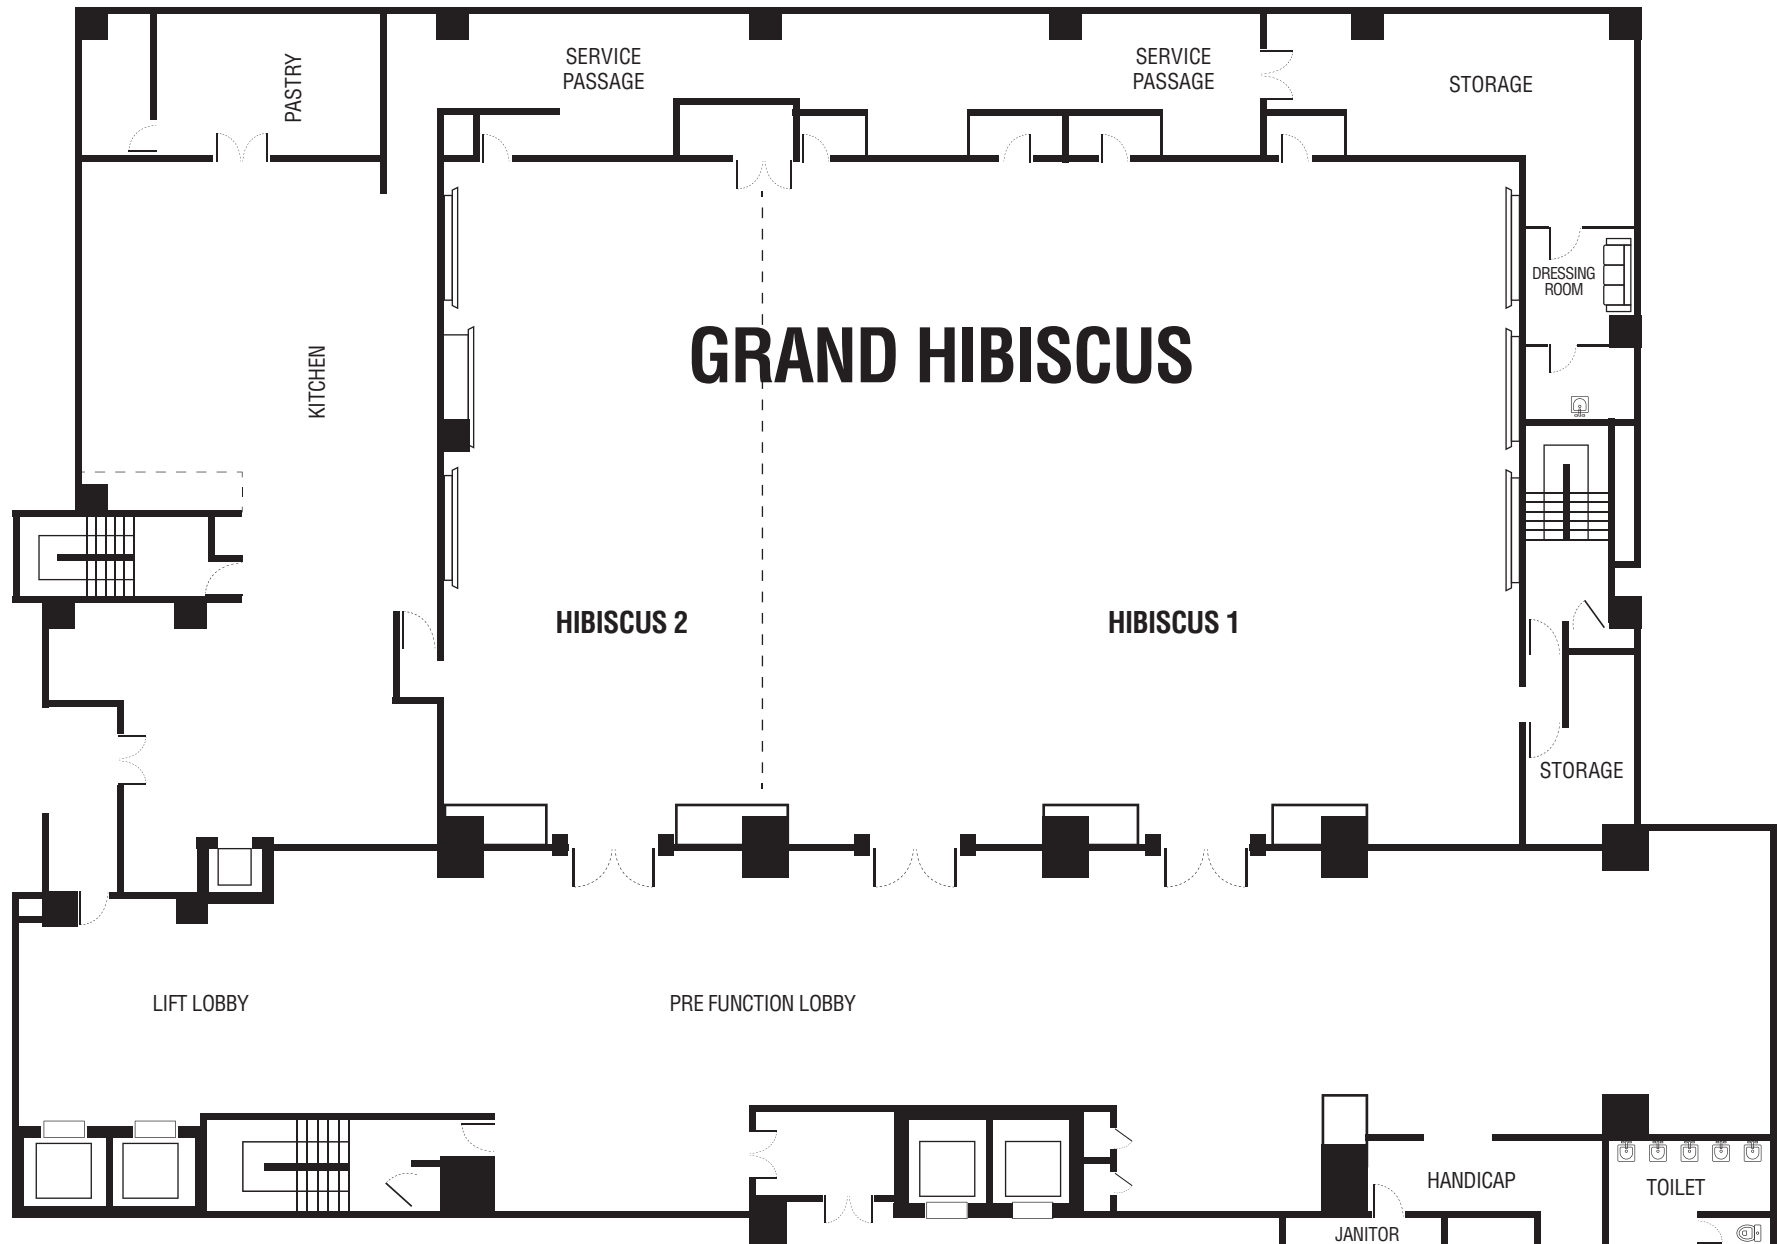 PASTRY
SERVICE
PASSAGE
SERVICE
PASSAGE
STORAGE
DRESSING
ROOM
GRAND HIBISCUS
KITCHEN
HIBISCUS 2
HIBISCUS 1
STORAGE
LIFT LOBBY
PRE FUNCTION LOBBY
HANDICAP
TOILET
JANITOR